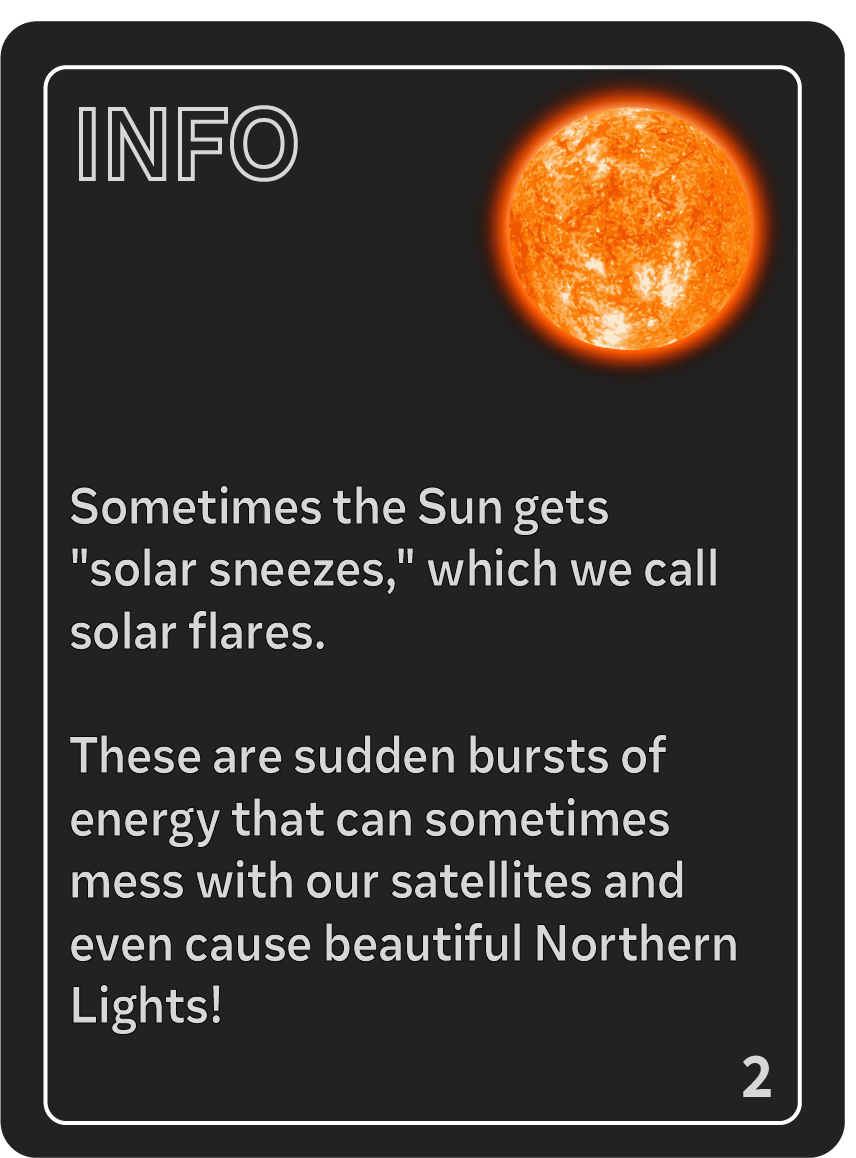 INFO
Sometimes the Sun gets
"solar sneezes," which we call
solar flares.
These are sudden bursts of
energy that can sometimes
mess with our satellites and
even cause beautiful Northern
Lights!
2